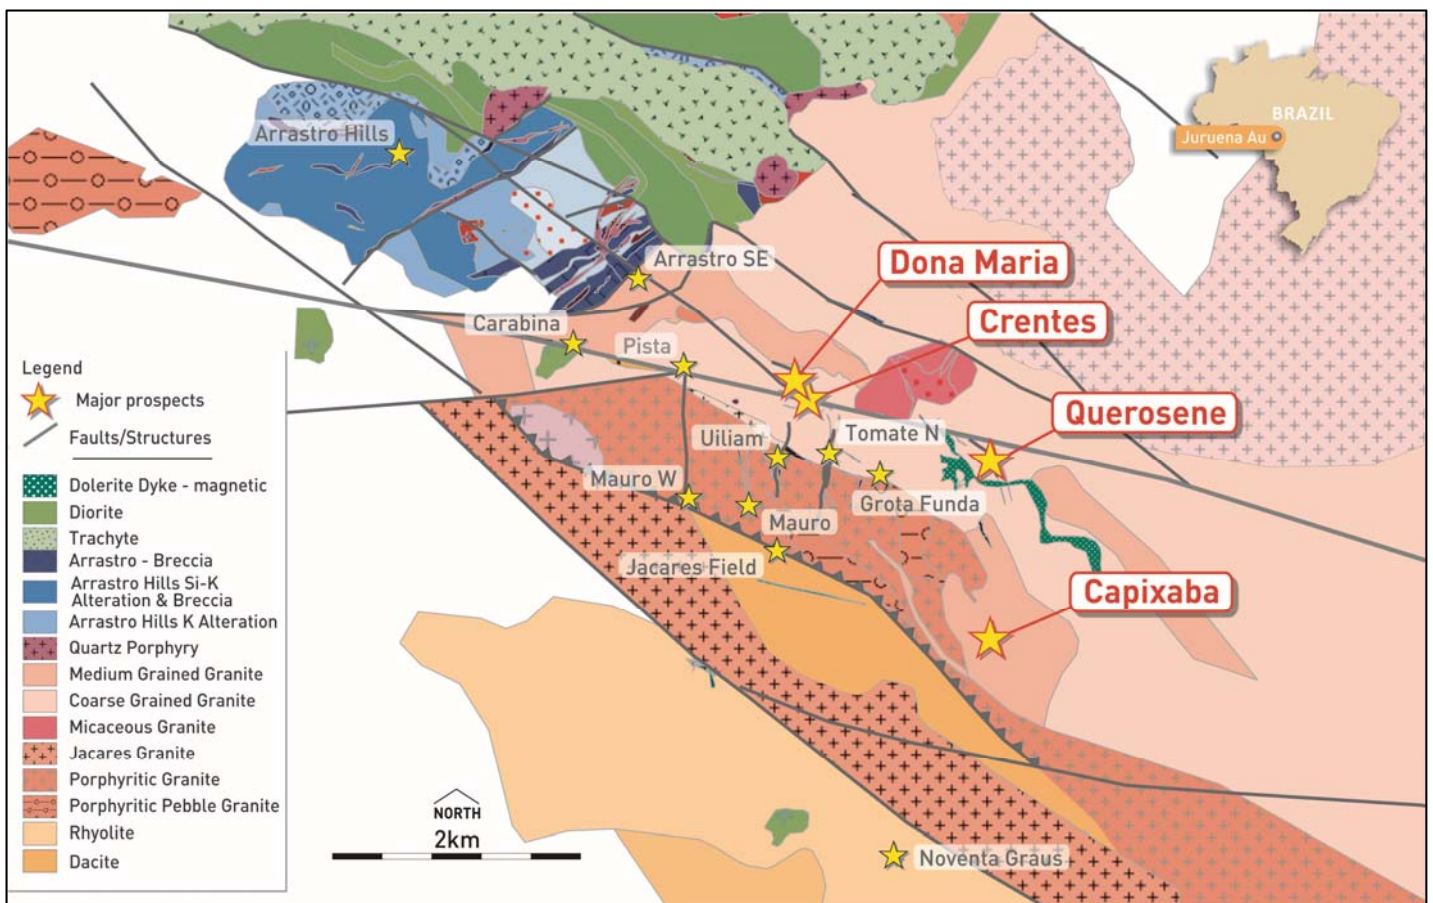 BRAZIL
Juruena Au
Arrastro Hills
Arrastro SE
Dona Maria
Crentes
Carabina
Pista
Querosene
Uiliam
Tomate N
Mauro W
Grota Funda
Mauro
Jacares Field
Capixaba
Noventa Graus
Legend
Major prospects
Faults/Structures
Dolerite Dyke - magnetic
Diorite
Trachyte
Arrastro - Breccia
Arrastro Hills Si-K
Alteration & Breccia
Arrastro Hills K Alteration
Quartz Porphyry
Medium Grained Granite
Coarse Grained Granite
Micaceous Granite
Jacares Granite
Porphyritic Granite
Porphyritic Pebble Granite
Rhyolite
Dacite
NORTH
2km